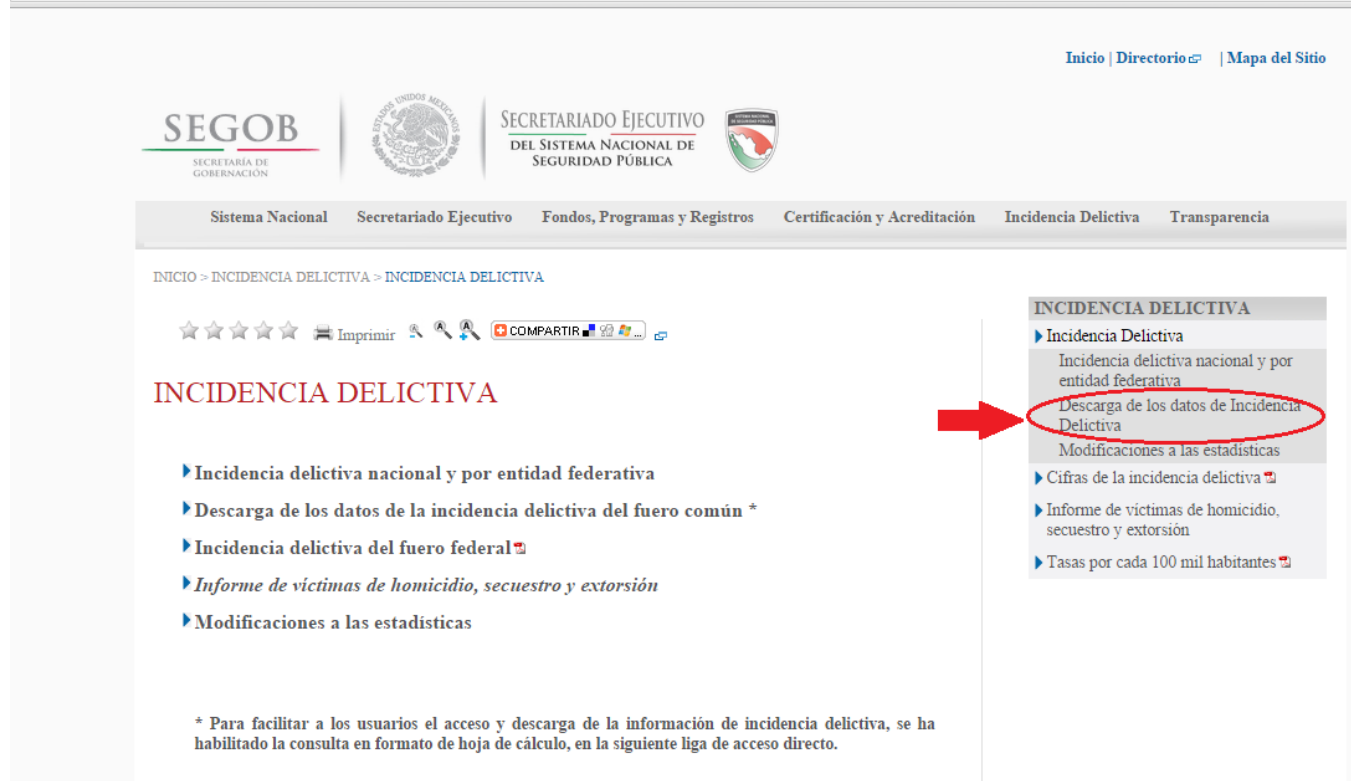 Inicio | Directorio | Mapa del Sitio
SEGOB
SECRETARÍA DE
GOBERNACIÓN
ESTADOS UNIDOS MEXICANOS
SECRETARIADO EJECUTIVO
DEL SISTEMA NACIONAL DE
SEGURIDAD PÚBLICA
Sistema Nacional Secretariado Ejecutivo Fondos, Programas y Registros Certificación y Acreditación Incidencia Delictiva Transparencia
INICIO > INCIDENCIA DELICTIVA > INCIDENCIA DELICTIVA
Imprimir COMPARTIR ...
INCIDENCIA DELICTIVA
Incidencia delictiva nacional y por entidad federativa
Descarga de los datos de la incidencia delictiva del fuero común *
Incidencia delictiva del fuero federal
Informe de víctimas de homicidio, secuestro y extorsión
Modificaciones a las estadísticas
* Para facilitar a los usuarios el acceso y descarga de la información de incidencia delictiva, se ha
habilitado la consulta en formato de hoja de cálculo, en la siguiente liga de acceso directo.
INCIDENCIA DELICTIVA
Incidencia Delictiva
Incidencia delictiva nacional y por
entidad federativa
Descarga de los datos de Incidencia
Delictiva
Modificaciones a las estadísticas
Cifras de la incidencia delictiva
Informe de victimas de homicidio,
secuestro y extorsión
Tasas por cada 100 mil habitantes